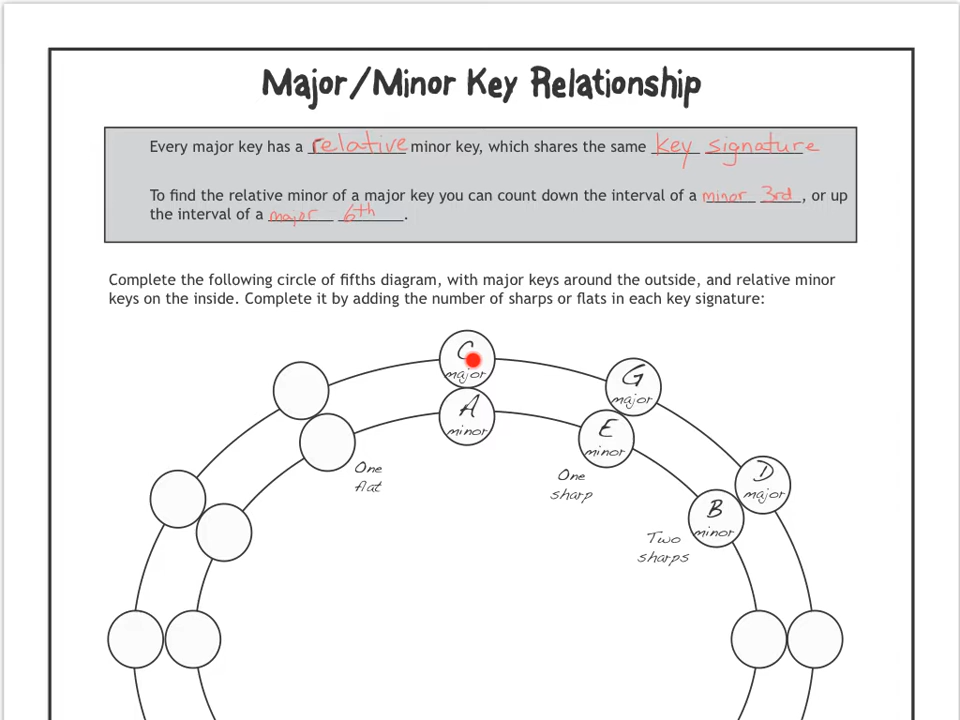 Major/Minor Key Relationship
Every major key has a relative minor key, which shares the same key signature
To find the relative minor of a major key you can count down the interval of a minor 3rd, or up
the interval of a major 6th.
Complete the following circle of fifths diagram, with major keys around the outside, and relative minor
keys on the inside. Complete it by adding the number of sharps or flats in each key signature:
C
major
G
major
A
minor
E
minor
One
flat
One
sharp
D
major
B
minor
Two
sharps